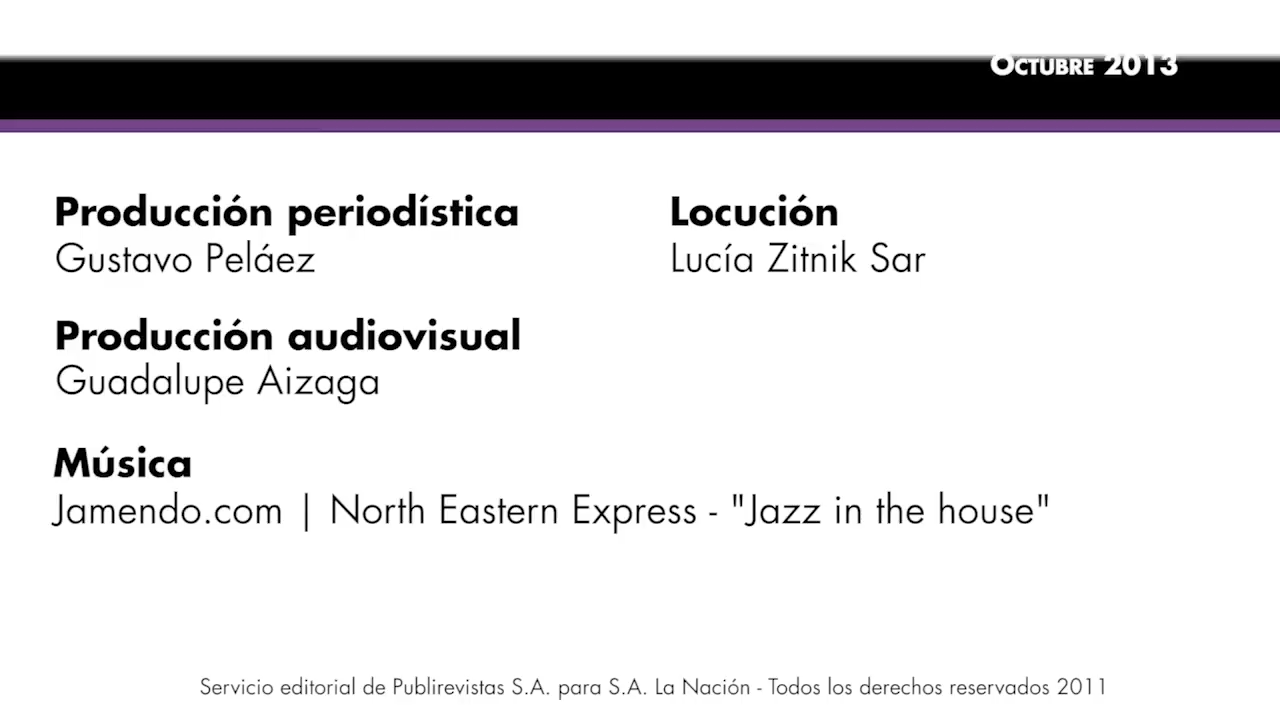 OCTUBRE 2013
Producción periodística
Gustavo Peláez
Locución
Lucía Zitnik Sar
Producción audiovisual
Guadalupe Aizaga
Música
Jamendo.com | North Eastern Express - "Jazz in the house"
Servicio editorial de Publirevistas S.A. para S.A. La Nación - Todos los derechos reservados 2011